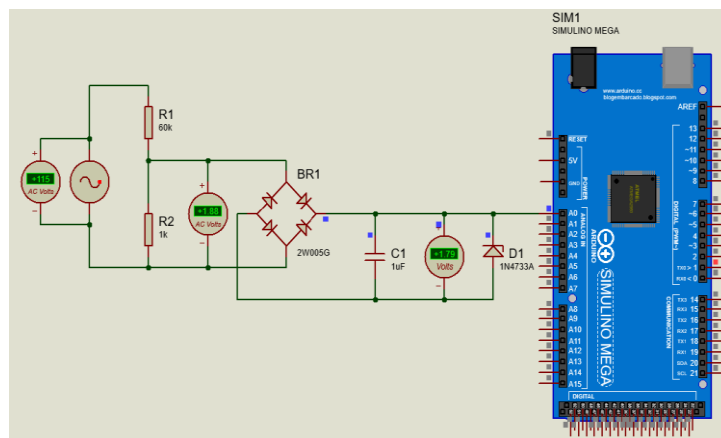 SIM1
SIMULINO MEGA
R1
60k
+115
AC Volts
R2
1k
+1.88
AC Volts
BR1
2W005G
C1
1uF
+1.79
Volts
D1
1N4733A
www.arduino.cc
blogembarcado.blogspot.com
RESET
5V
GND
POWER
A0
A1
A2
A3
A4
A5
A6
A7
ANALOG IN
A8
A9
A10
A11
A12
A13
A14
A15
ARDUINO
SIMULINO MEGA
AREF
13
12
~11
~10
~9
8
7
~6
~5
4
~3
2
TX0 > 1
RX0 < 0
DIGITAL (PWM~)
TX3 14
RX3 15
TX2 16
RX2 17
TX1 18
RX1 19
SDA 20
SCL 21
COMMUNICATION
DIGITAL